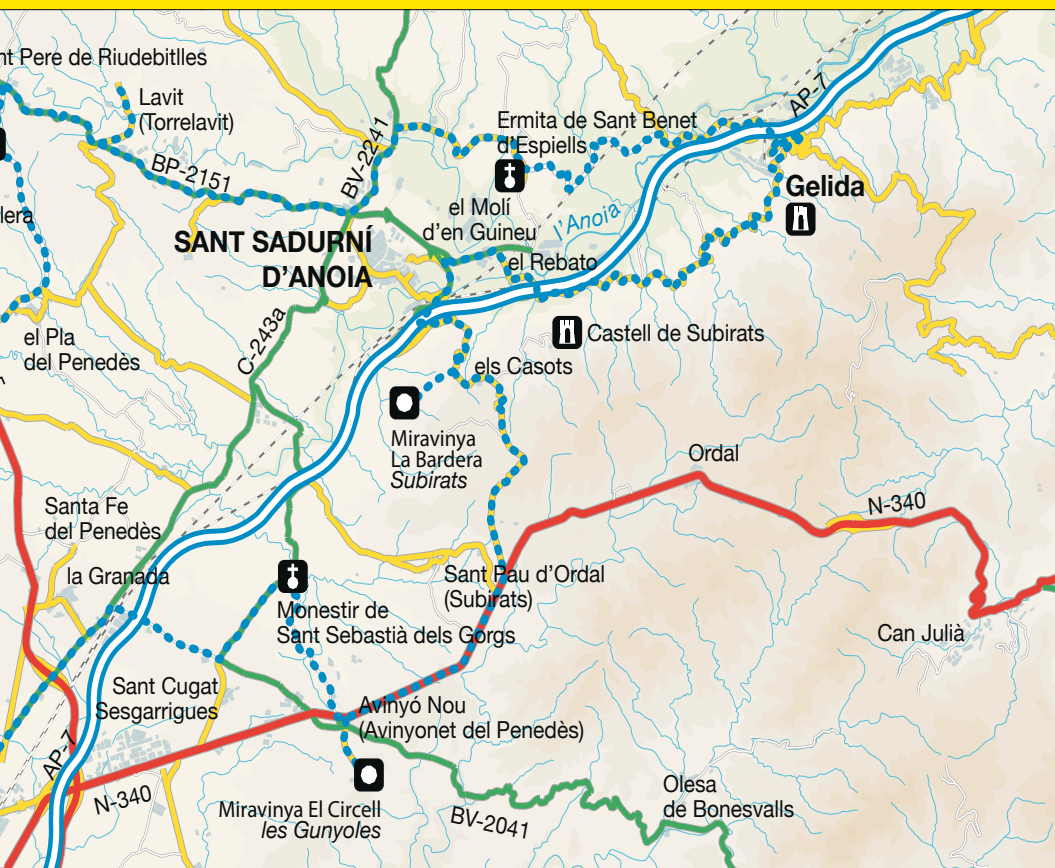 nt Pere de Riudebitlles
Lavit
(Torrelavit)
BP-2151
BV-2241
AP-7
Ermita de Sant Benet
d'Espiells
Gelida
lera
el Molí
d'en Guineu
l'Anoia
SANT SADURNÍ
D'ANOIA
el Rebato
C-243a
el Pla
del Penedès
Castell de Subirats
els Casots
Miravinya
La Bardera
Subirats
Ordal
N-340
Santa Fe
del Penedès
la Granada
Sant Pau d'Ordal
(Subirats)
Monestir de
Sant Sebastià dels Gorgs
Can Julià
Sant Cugat
Sesgarrigues
Avinyó Nou
(Avinyonet del Penedès)
AP-7
N-340
Miravinya El Circell
les Gunyoles
BV-2041
Olesa
de Bonesvalls